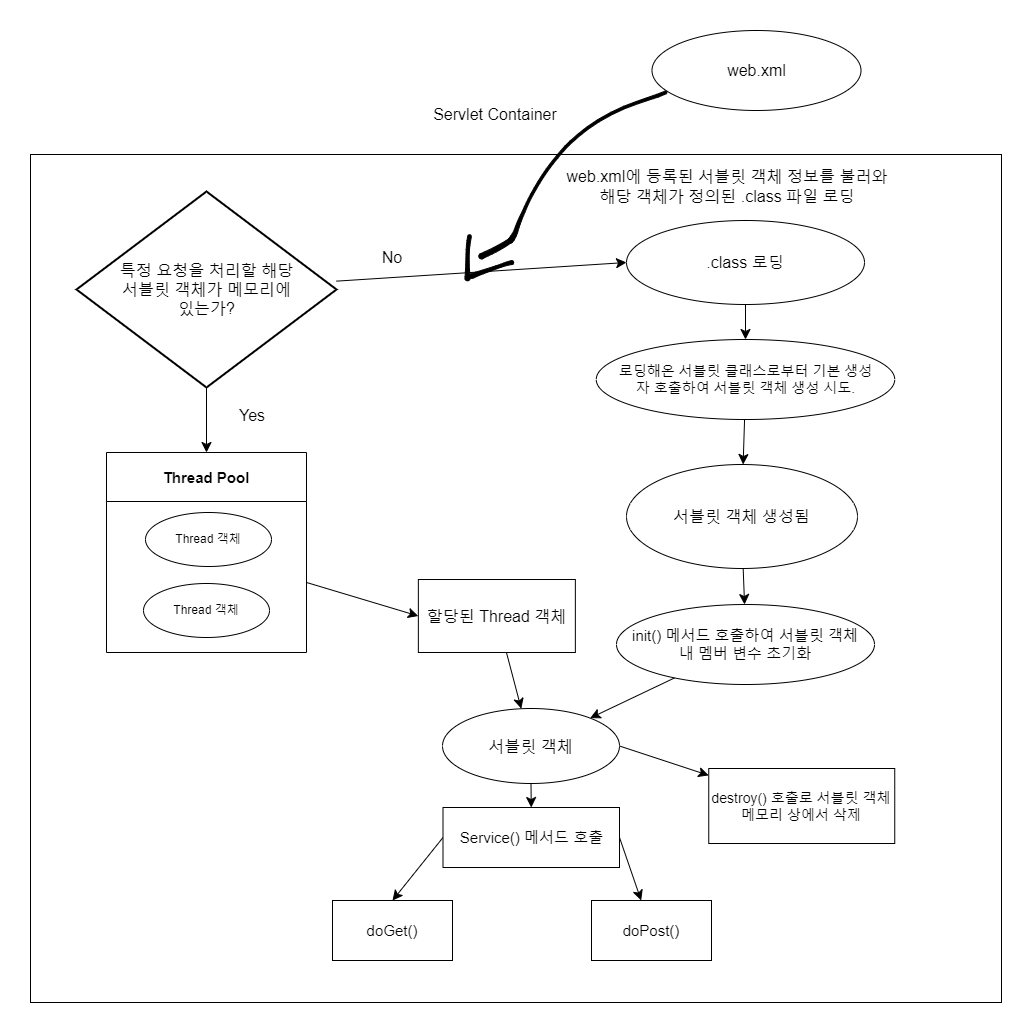 web.xml
Servlet Container
web.xml에 등록된 서블릿 객체 정보를 불러와
해당 객체가 정의된 .class 파일 로딩
특정 요청을 처리할 해당
서블릿 객체가 메모리에
있는가?
No
.class 로딩
로딩해온 서블릿 클래스로부터 기본 생성
자 호출하여 서블릿 객체 생성 시도.
Yes
Thread Pool
Thread 객체
Thread 객체
서블릿 객체 생성됨
할당된 Thread 객체
init() 메서드 호출하여 서블릿 객체
내 멤버 변수 초기화
서블릿 객체
destroy() 호출로 서블릿 객체
메모리 상에서 삭제
Service() 메서드 호출
doGet()
doPost()